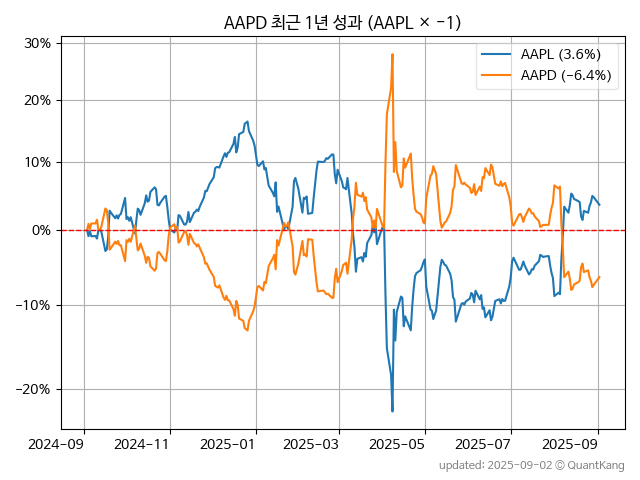 AAPD 최근 1년 성과 (AAPL × −1)
AAPL (3.6%)
AAPD (−6.4%)
30%
20%
10%
0%
−10%
−20%
2024-09 2024-11 2025-01 2025-03 2025-05 2025-07 2025-09
updated: 2025-09-02 © QuantKang